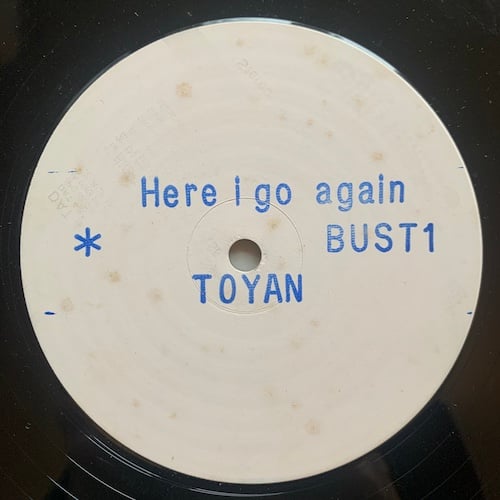 Here i go again
* BUST1
TOYAN